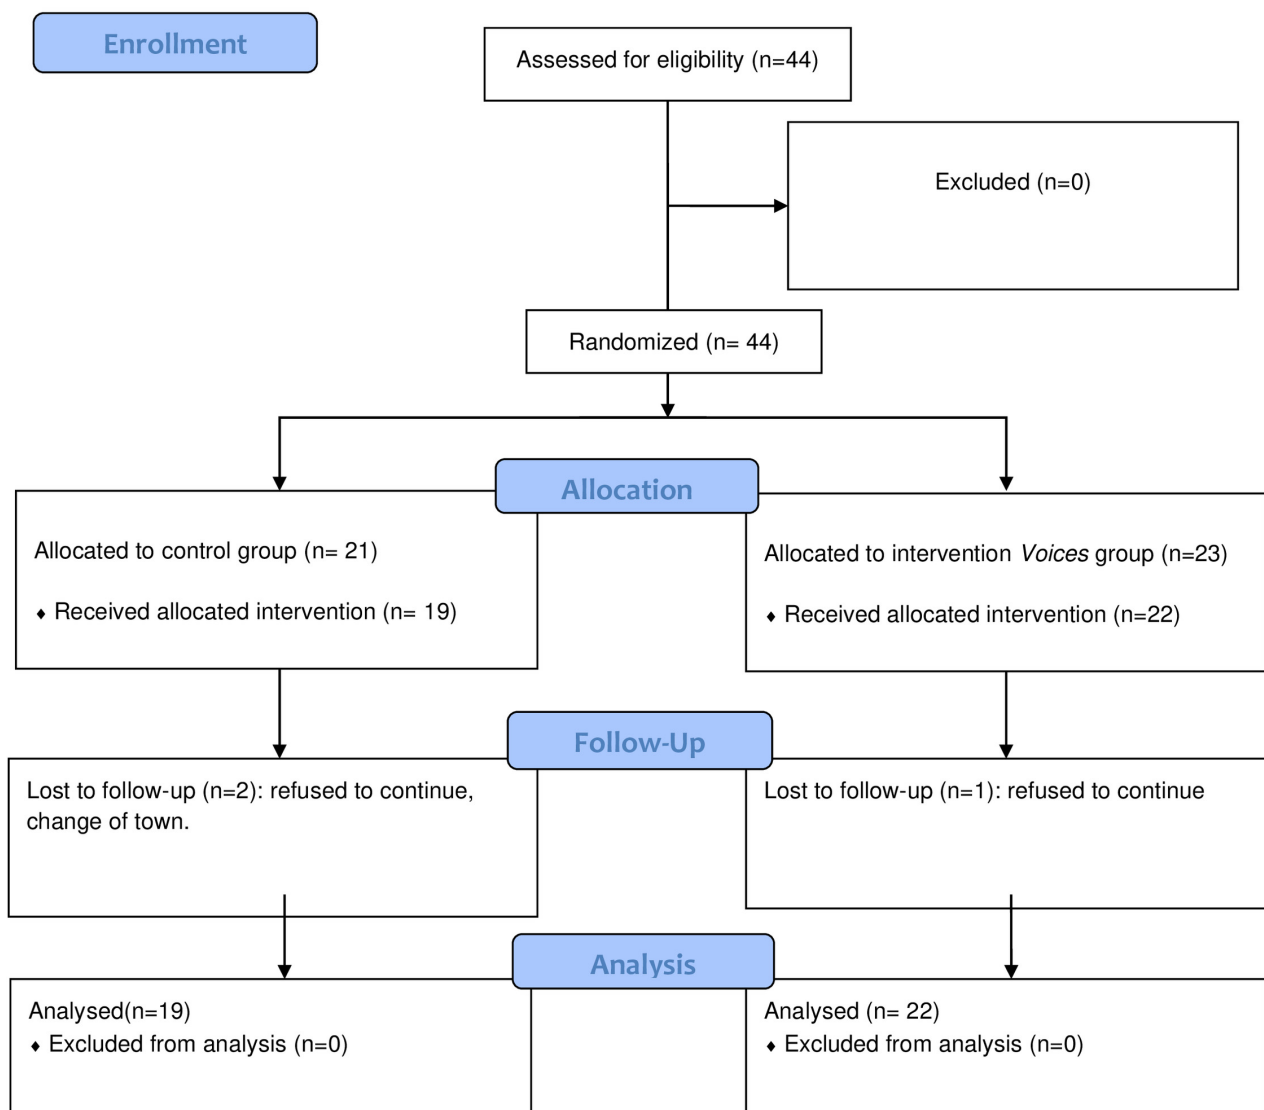 Enrollment
Assessed for eligibility (n=44)
Excluded (n=0)
Randomized (n= 44)
Allocation
Allocated to control group (n= 21)
♦ Received allocated intervention (n= 19)
Allocated to intervention Voices group (n=23)
♦ Received allocated intervention (n=22)
Follow-Up
Lost to follow-up (n=2): refused to continue,
change of town.
Lost to follow-up (n=1): refused to continue
Analysis
Analysed(n=19)
♦ Excluded from analysis (n=0)
Analysed (n= 22)
♦ Excluded from analysis (n=0)